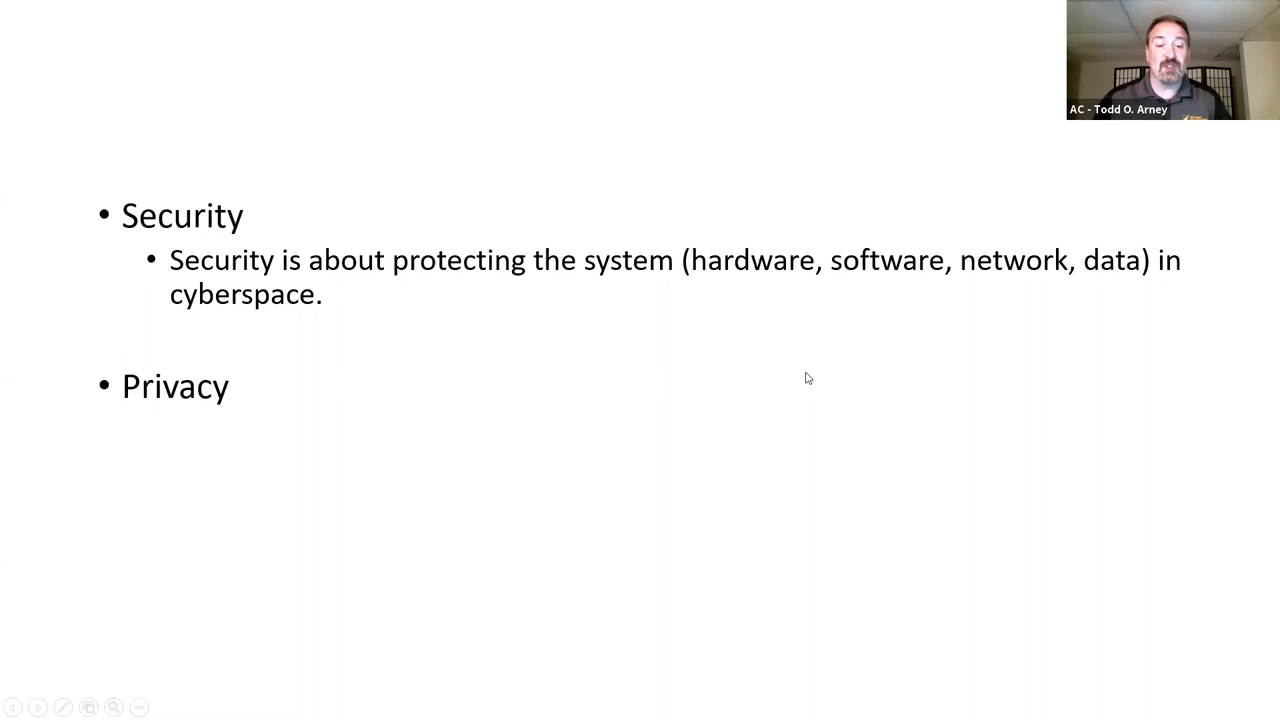 AC - Todd O. Arney
• Security
• Security is about protecting the system (hardware, software, network, data) in
cyberspace.
• Privacy